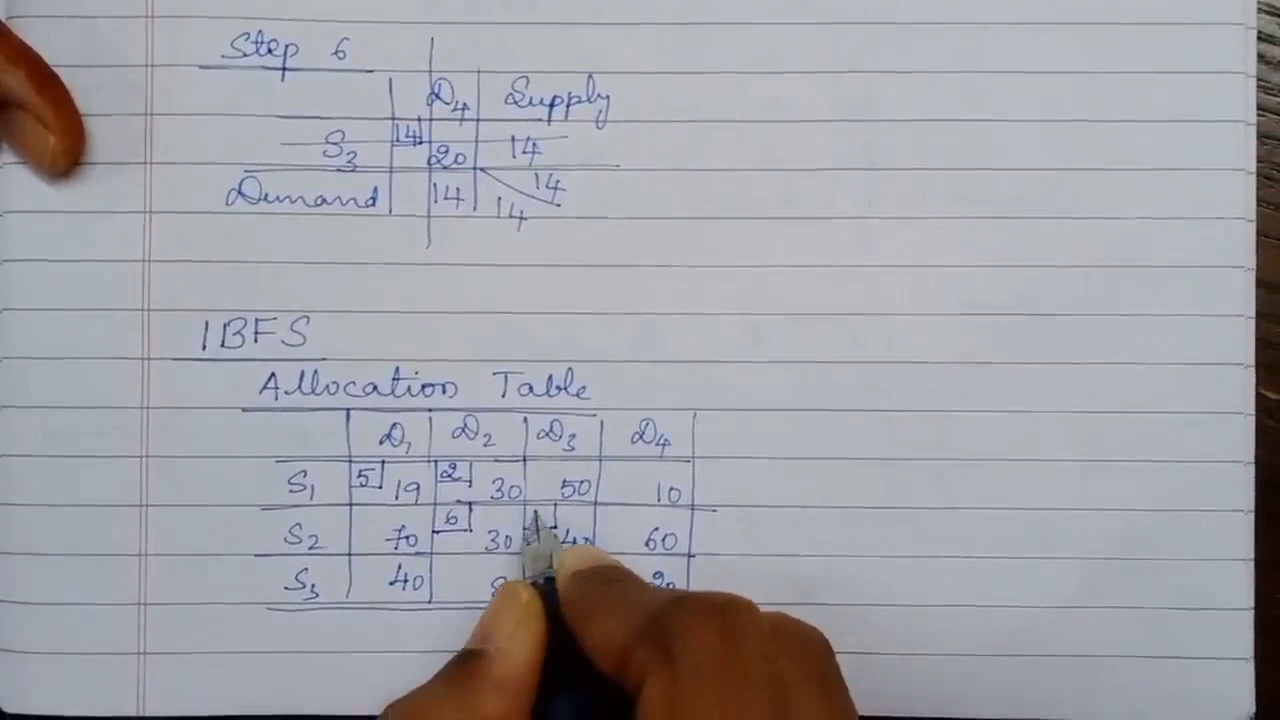 Step 6
D4 Supply
S3 14 20 14
14
Demand 14 14
IBFS
Allocation Table
D1 D2 D3 D4
S1 5 19 2 30 50 10
S2 70 6 30 40 60
S3 40